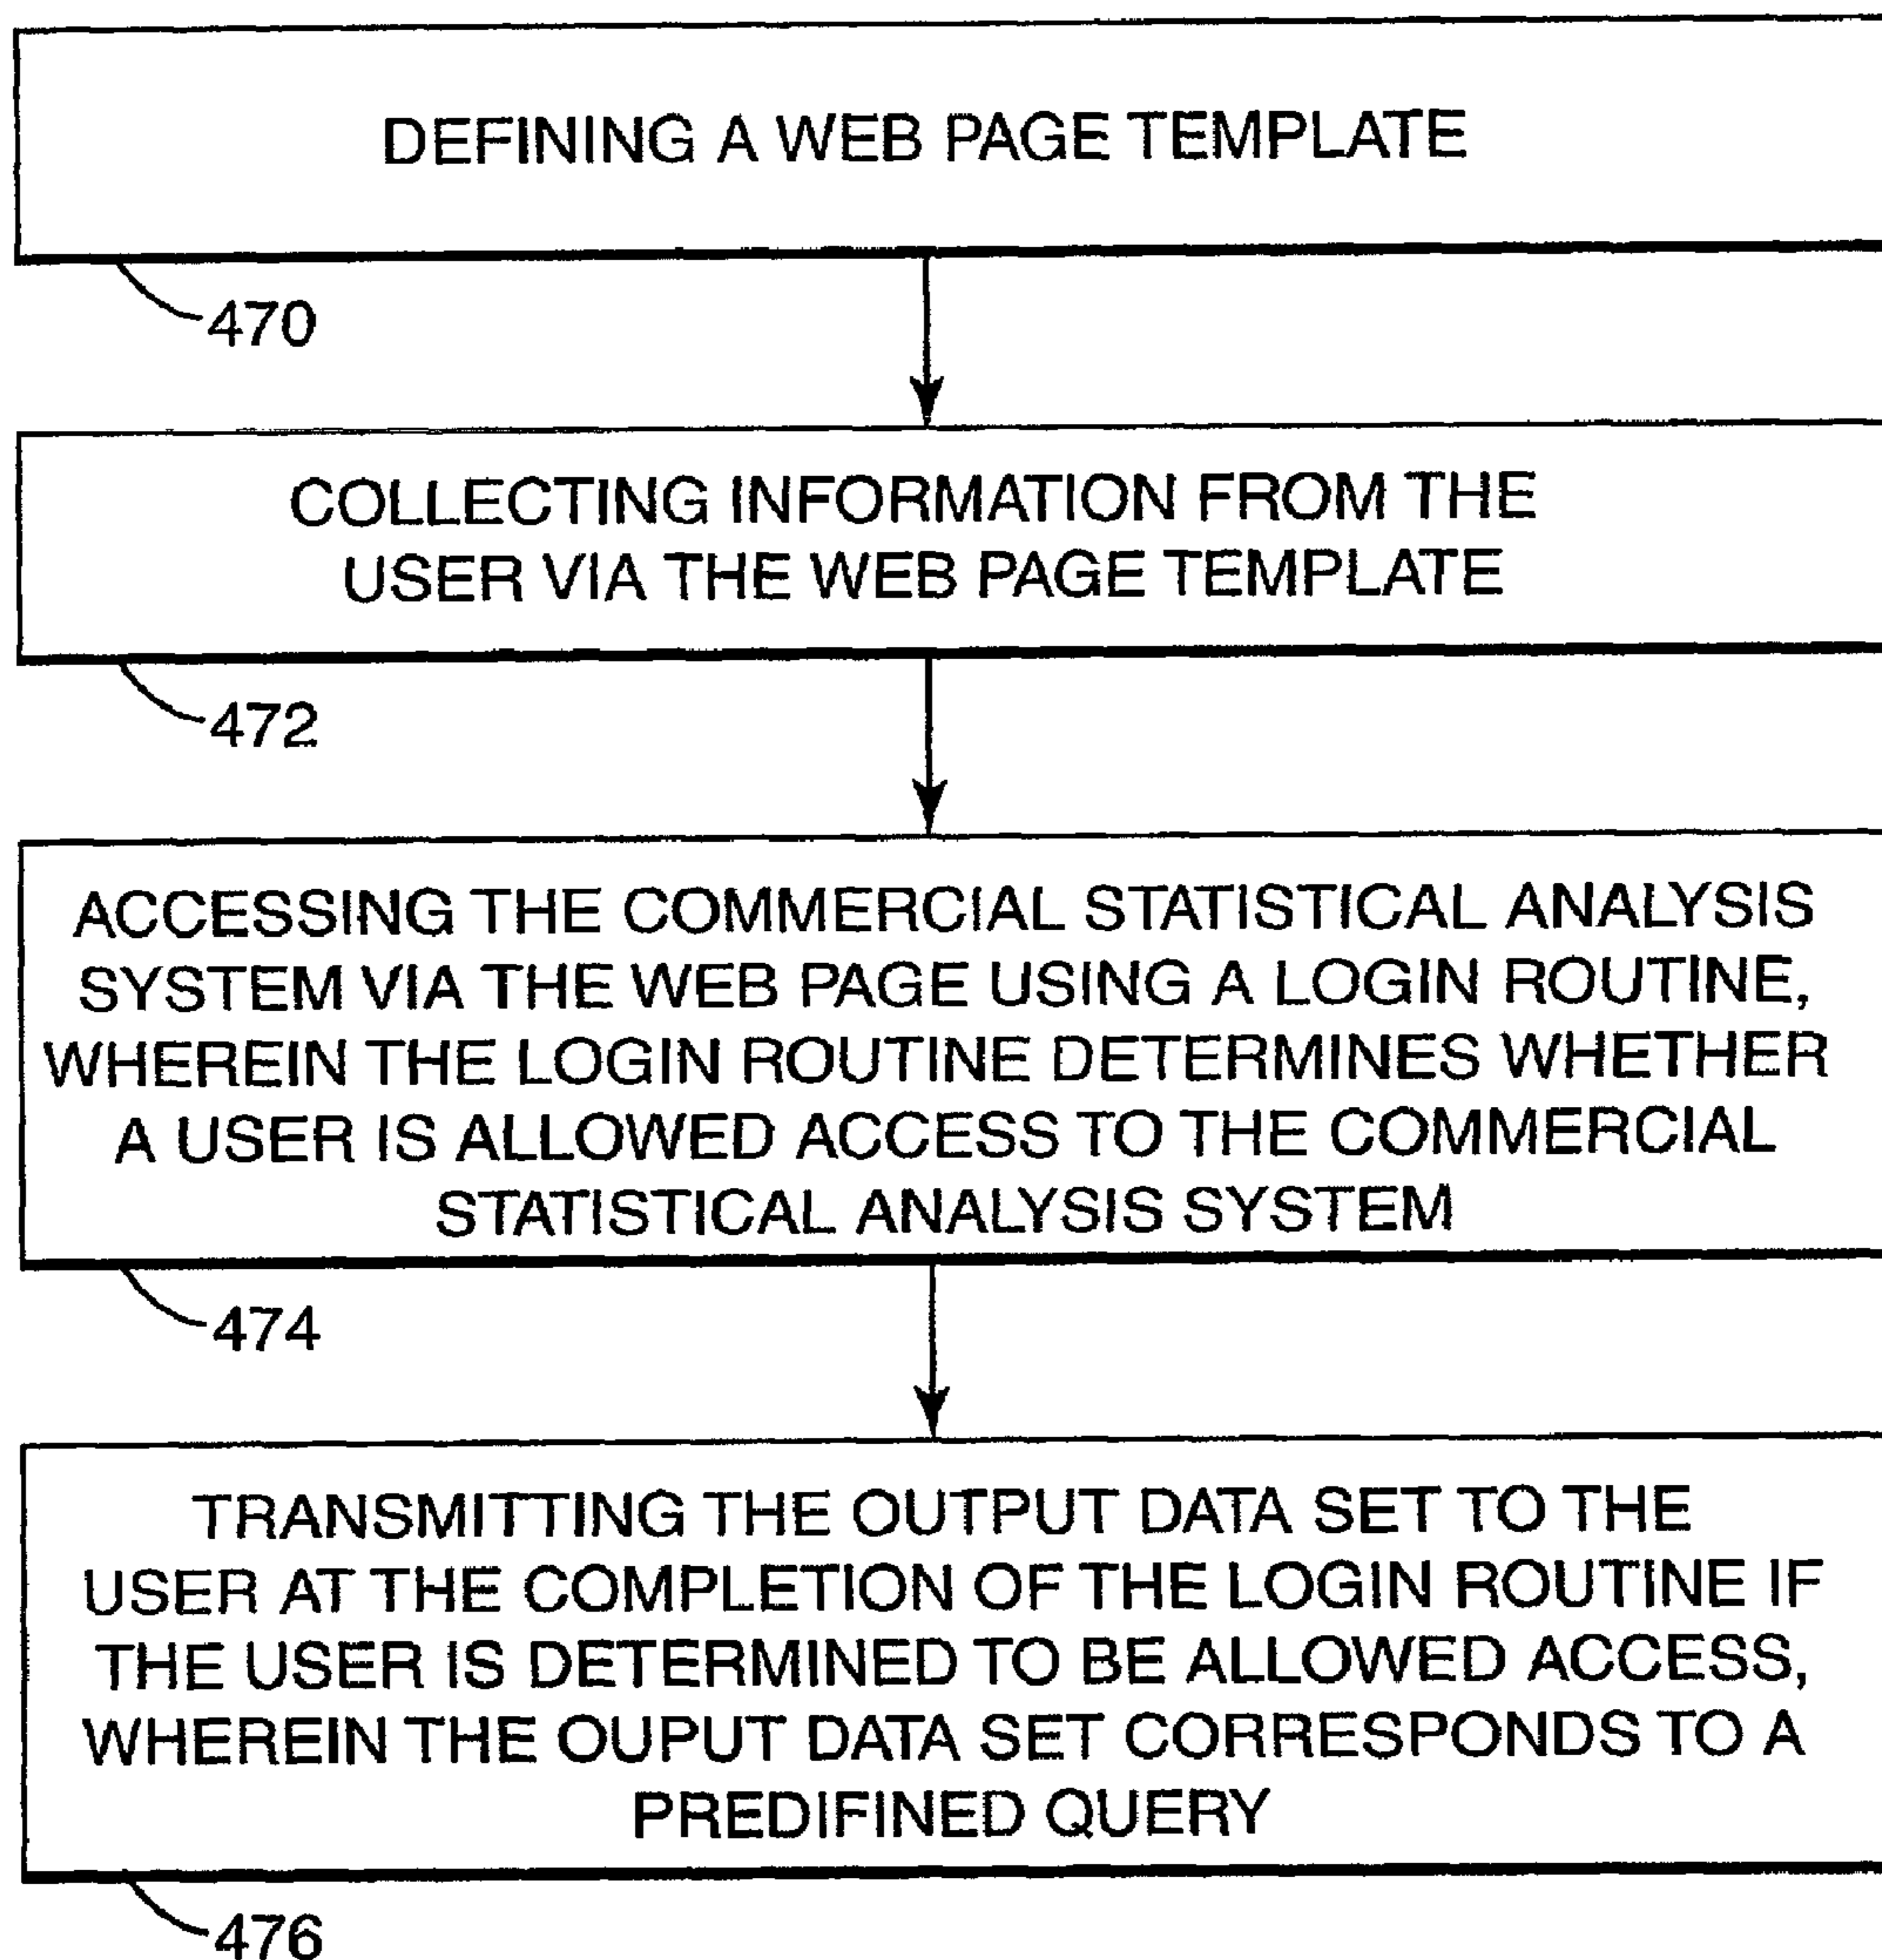 DEFINING A WEB PAGE TEMPLATE
470
COLLECTING INFORMATION FROM THE
USER VIA THE WEB PAGE TEMPLATE
472
ACCESSING THE COMMERCIAL STATISTICAL ANALYSIS
SYSTEM VIA THE WEB PAGE USING A LOGIN ROUTINE,
WHEREIN THE LOGIN ROUTINE DETERMINES WHETHER
A USER IS ALLOWED ACCESS TO THE COMMERCIAL
STATISTICAL ANALYSIS SYSTEM
474
TRANSMITTING THE OUTPUT DATA SET TO THE
USER AT THE COMPLETION OF THE LOGIN ROUTINE IF
THE USER IS DETERMINED TO BE ALLOWED ACCESS,
WHEREIN THE OUPUT DATA SET CORRESPONDS TO A
PREDIFINED QUERY
476